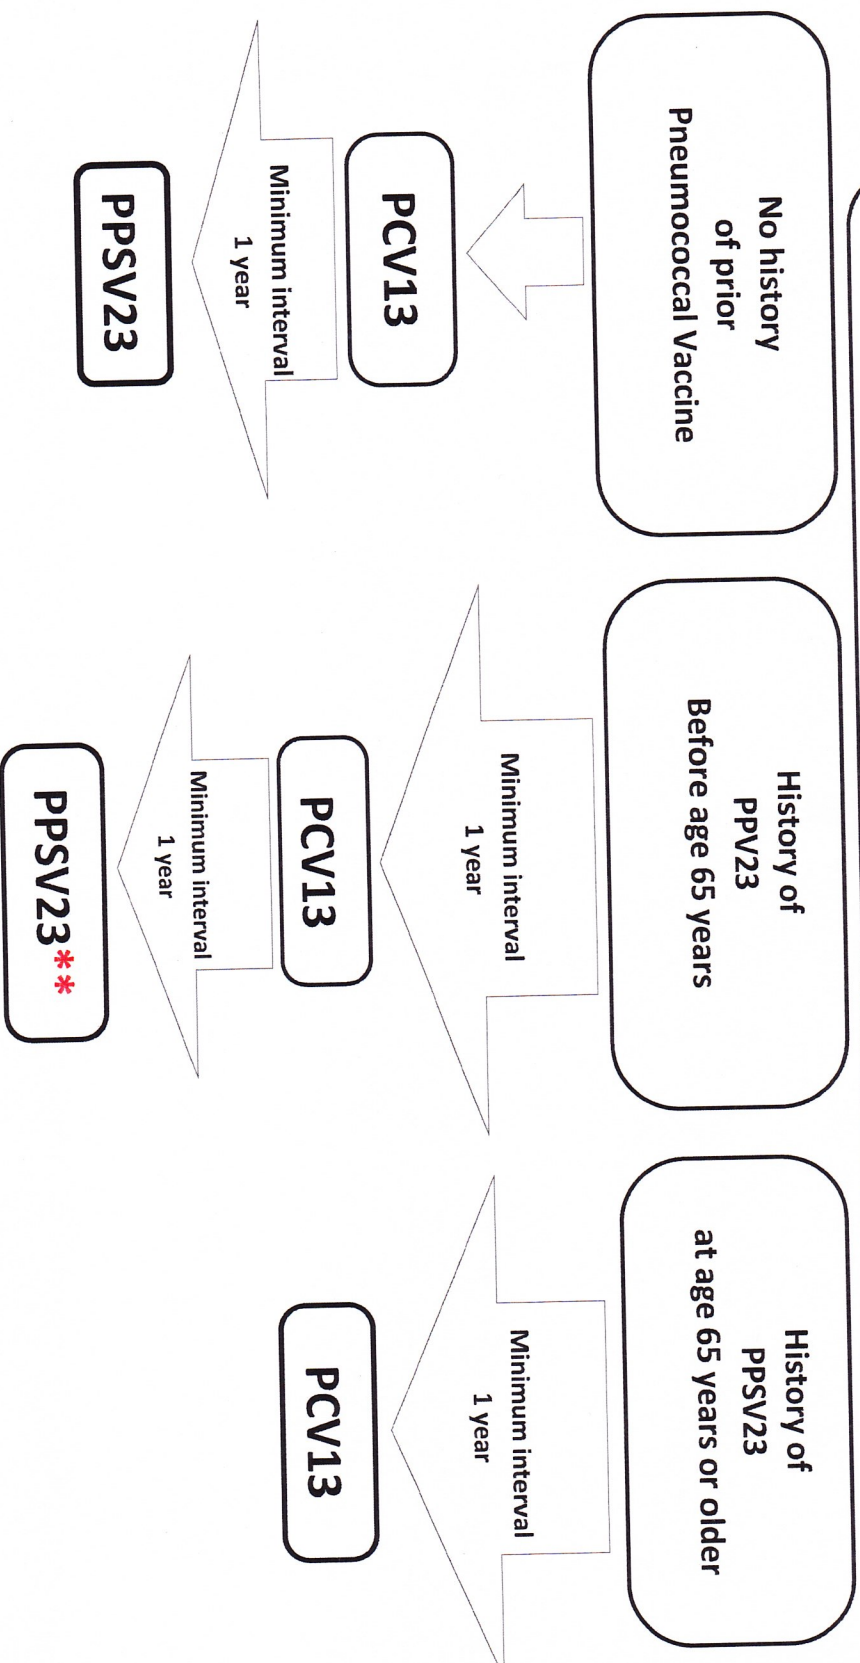 No history
of prior
Pneumococcal Vaccine
PCV13
Minimum interval
1 year
PPSV23
History of
PPV23
Before age 65 years
Minimum interval
1 year
PCV13
Minimum interval
1 year
PPSV23**
History of
PPSV23
at age 65 years or older
Minimum interval
1 year
PCV13